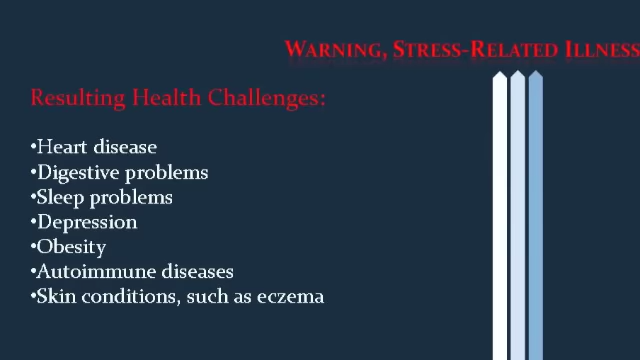 WARNING, STRESS-RELATED ILLNESS
Resulting Health Challenges:
•Heart disease
•Digestive problems
•Sleep problems
•Depression
•Obesity
•Autoimmune diseases
•Skin conditions, such as eczema